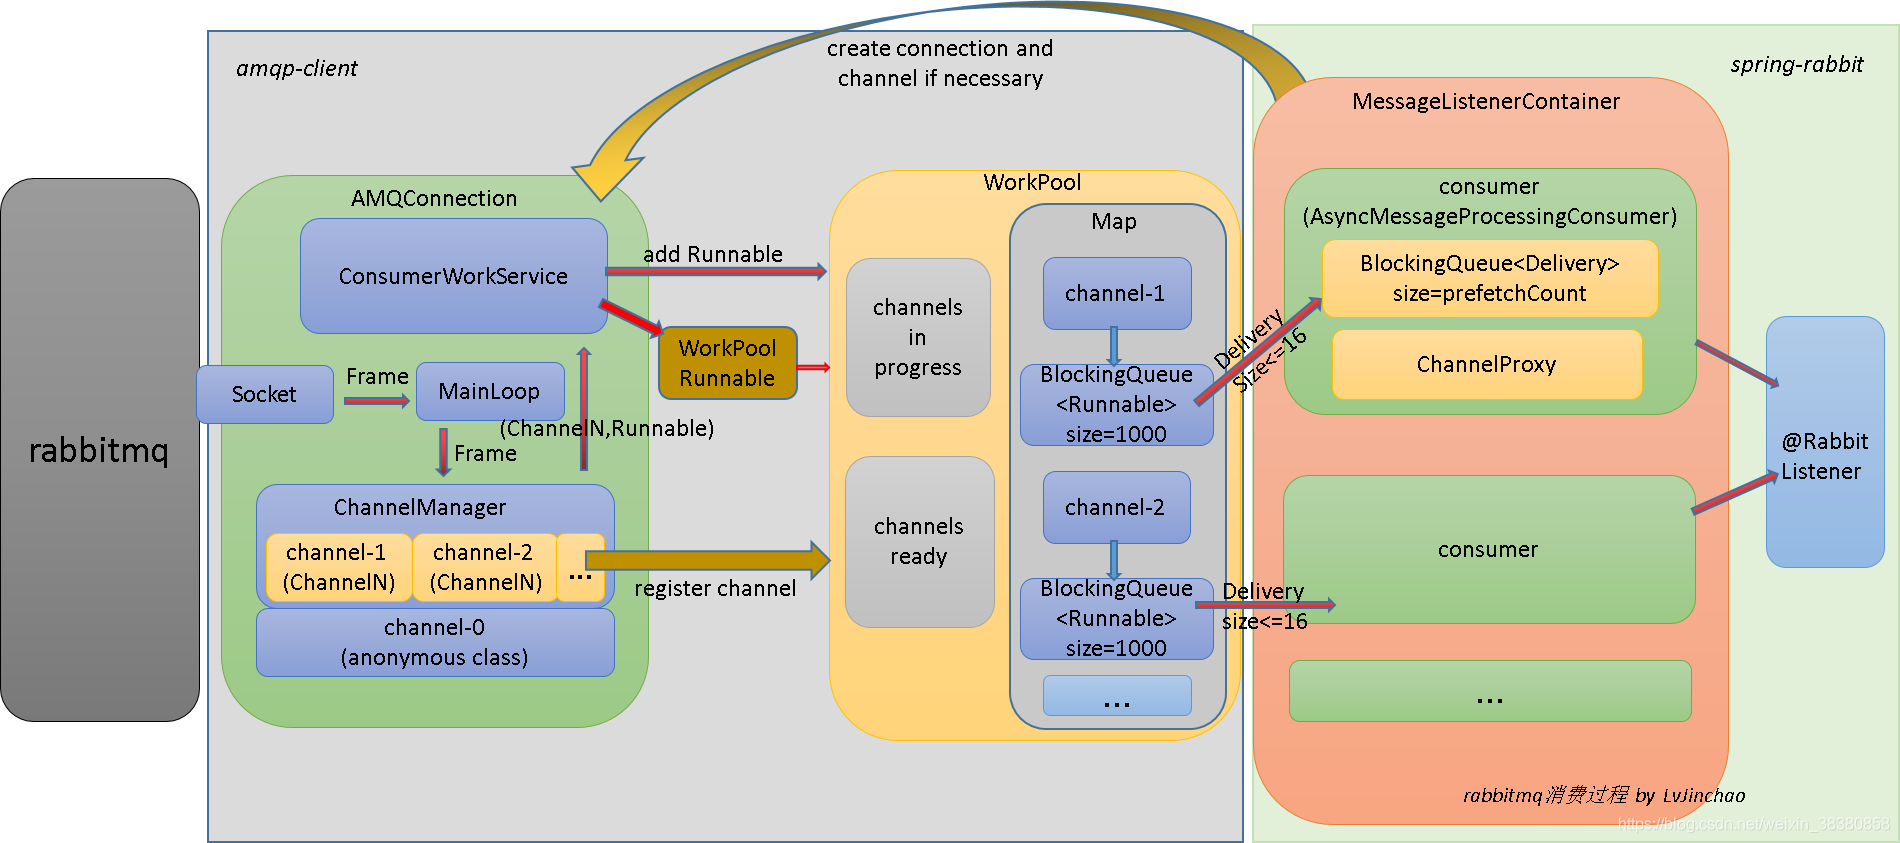 amqp-client
create connection and
channel if necessary
spring-rabbit
rabbitmq
AMQConnection
ConsumerWorkService
Socket
Frame
MainLoop
(ChannelN,Runnable)
Frame
ChannelManager
channel-1
(ChannelN)
channel-2
(ChannelN)
...
channel-0
(anonymous class)
add Runnable
WorkPool
Runnable
register channel
WorkPool
channels
in
progress
channels
ready
Map
channel-1
BlockingQueue
<Runnable>
size=1000
channel-2
BlockingQueue
<Runnable>
size=1000
...
Delivery
Size<=16
Delivery
size<=16
MessageListenerContainer
consumer
(AsyncMessageProcessingConsumer)
BlockingQueue<Delivery>
size=prefetchCount
ChannelProxy
consumer
...
@Rabbit
Listener
rabbitmq消费过程 by LvJinchao
https://blog.csdn.net/weixin_38380858